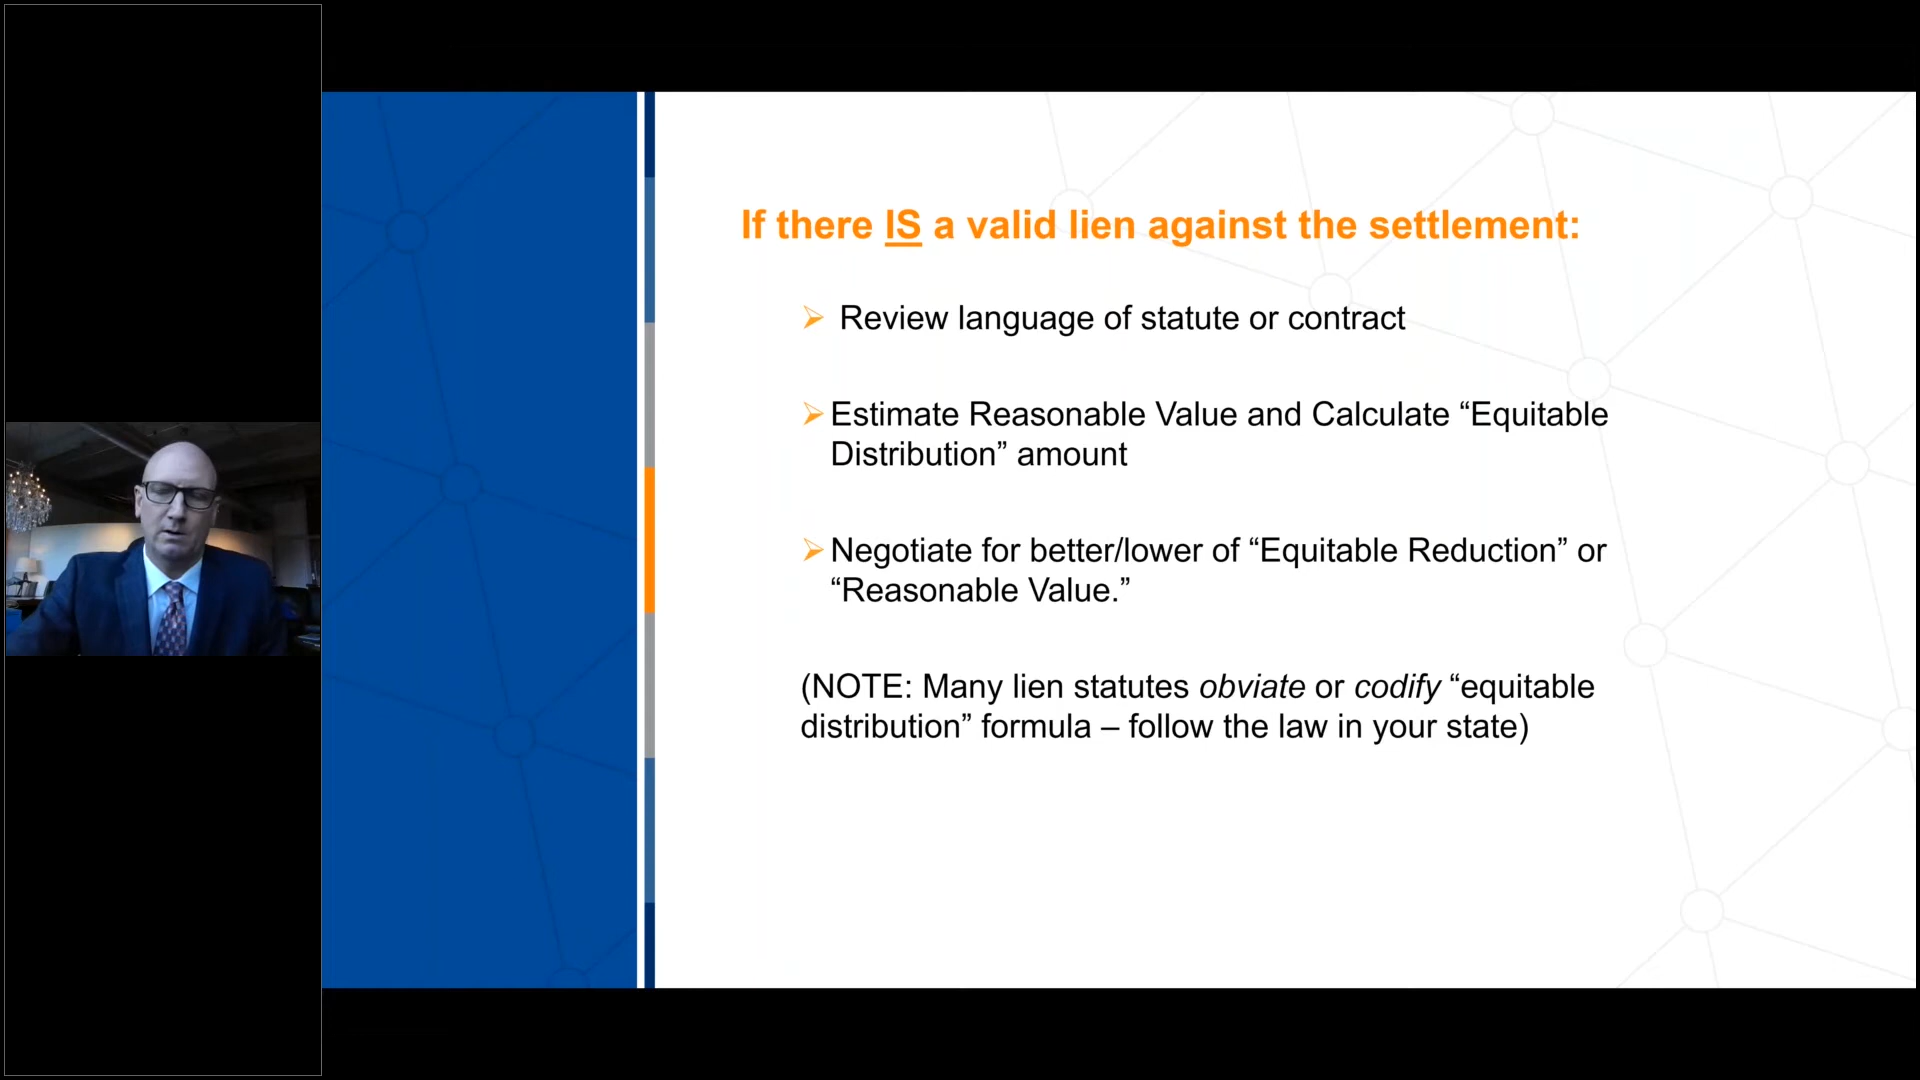 If there IS a valid lien against the settlement:
➢ Review language of statute or contract
➢ Estimate Reasonable Value and Calculate “Equitable
Distribution” amount
➢ Negotiate for better/lower of “Equitable Reduction” or
“Reasonable Value.”
(NOTE: Many lien statutes obviate or codify “equitable
distribution” formula – follow the law in your state)